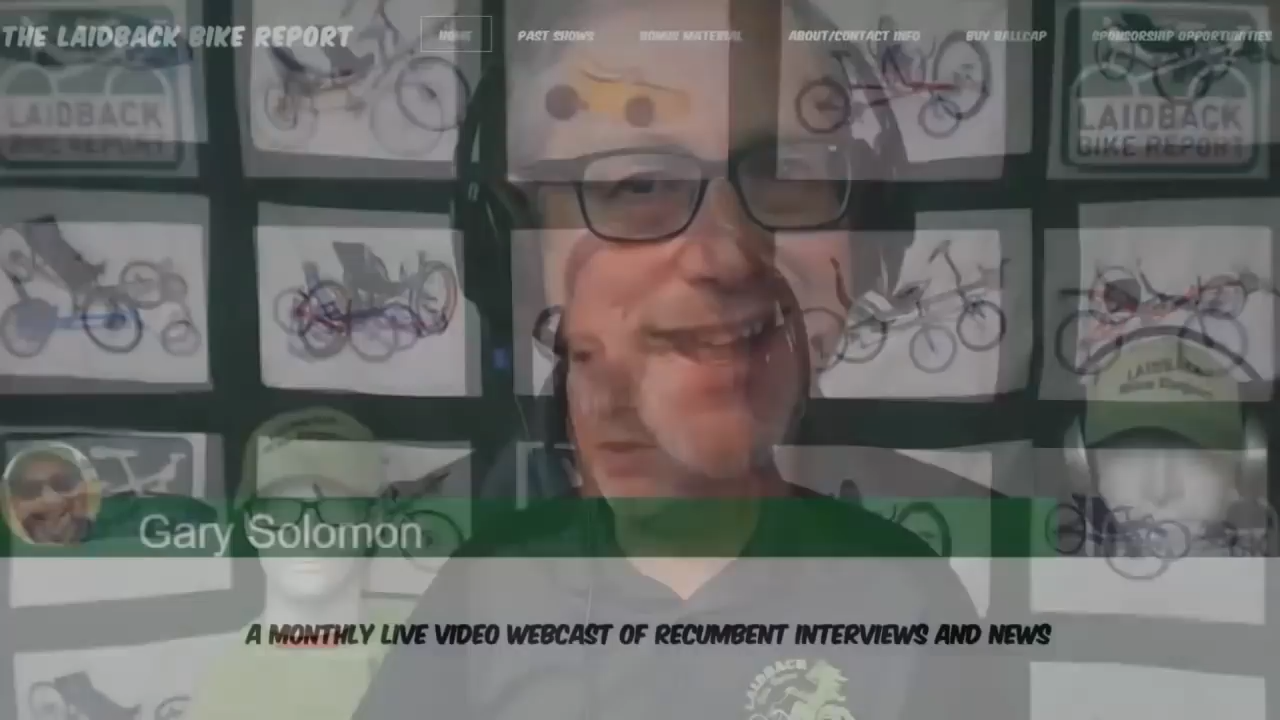 THE LAIDBACK BIKE REPORT
HOME
PAST SHOWS
BONUS MATERIAL
ABOUT/CONTACT INFO
BUY BALLCAP
SPONSORSHIP OPPORTUNITIES
LAIDBACK
BIKE REPORT
LAIDBACK
BIKE REPORT
Gary Solomon
A MONTHLY LIVE VIDEO WEBCAST OF RECUMBENT INTERVIEWS AND NEWS
LAIDBACK